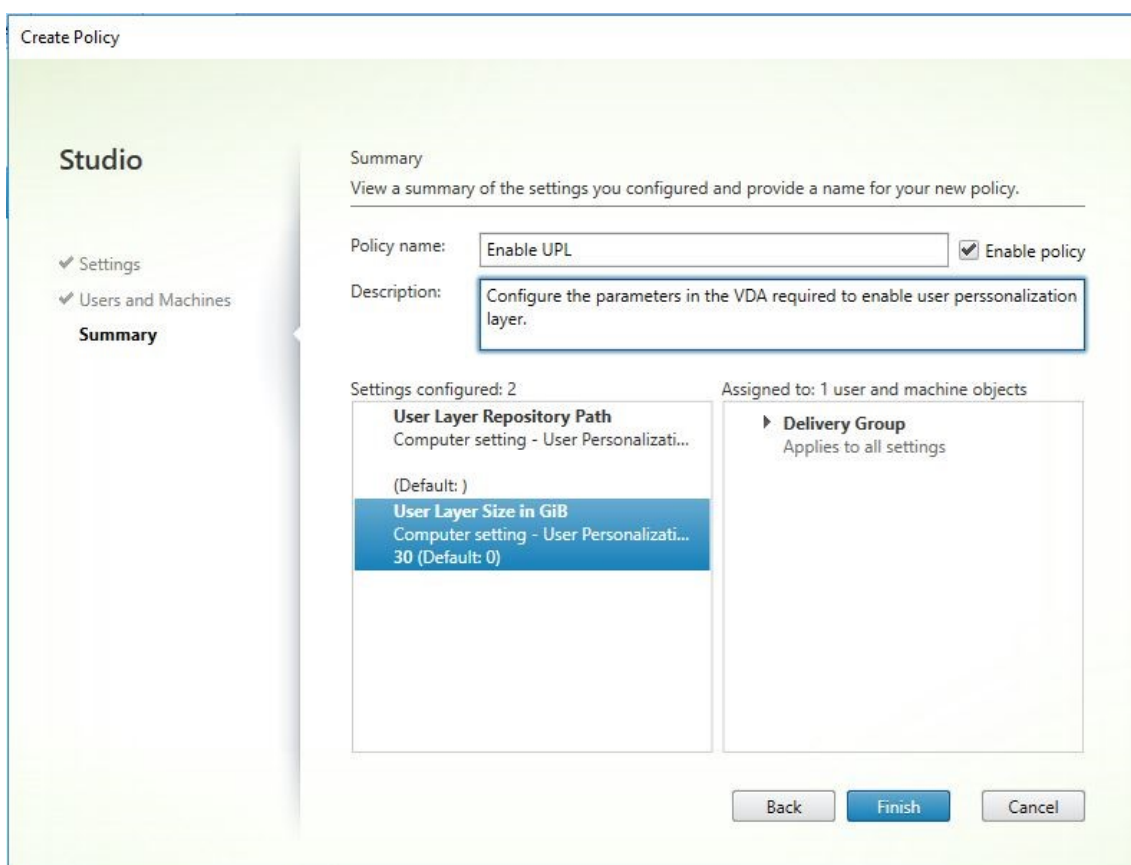 Create Policy
Studio
Settings
Users and Machines
Summary
Summary
View a summary of the settings you configured and provide a name for your new policy.
Policy name:
Enable UPL
Enable policy
Description:
Configure the parameters in the VDA required to enable user perssonalization
layer.
Settings configured: 2
User Layer Repository Path
Computer setting - User Personalizati...
(Default: )
User Layer Size in GiB
Computer setting - User Personalizati...
30 (Default: 0)
Assigned to: 1 user and machine objects
Delivery Group
Applies to all settings
Back
Finish
Cancel